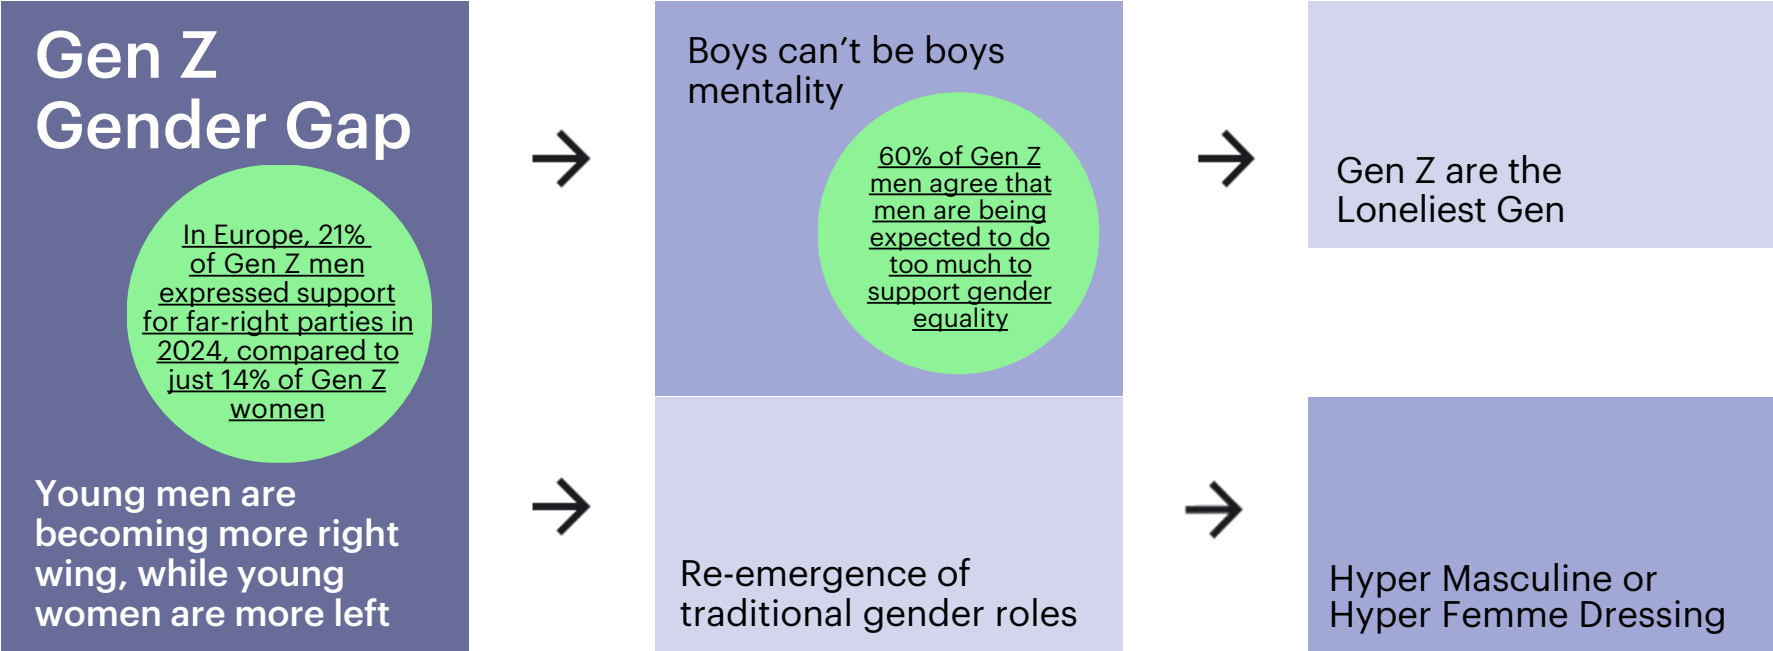 Gen Z
Gender Gap
In Europe, 21%
of Gen Z men
expressed support
for far-right parties in
2024, compared to
just 14% of Gen Z
women
Young men are
becoming more right
wing, while young
women are more left
Boys can’t be boys
mentality
60% of Gen Z
men agree that
men are being
expected to do
too much to
support gender
equality
Re-emergence of
traditional gender roles
Gen Z are the
Loneliest Gen
Hyper Masculine or
Hyper Femme Dressing